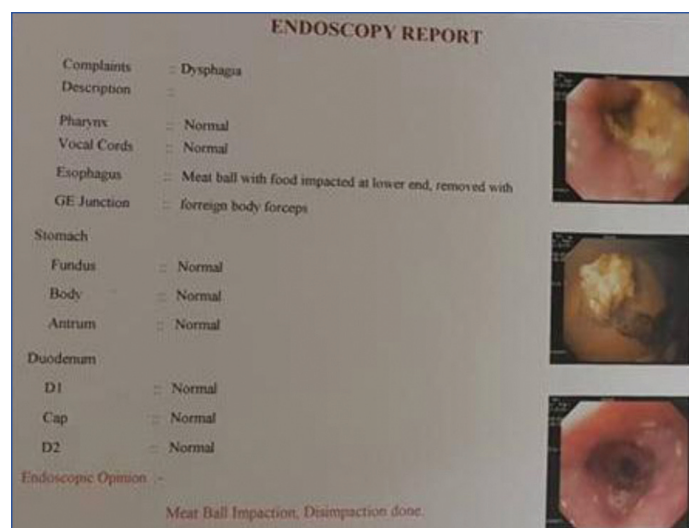 ENDOSCOPY REPORT
Complaints :: Dysphagia
Description ::
Pharynx :: Normal
Vocal Cords :: Normal
Esophagus :: Meat ball with food impacted at lower end, removed with
GE Junction :: forreign body forceps
Stomach
Fundus :: Normal
Body :: Normal
Antrum :: Normal
Duodenum
D1 :: Normal
Cap :: Normal
D2 :: Normal
Endoscopic Opinion :-
Meat Ball Impaction, Disimpaction done.